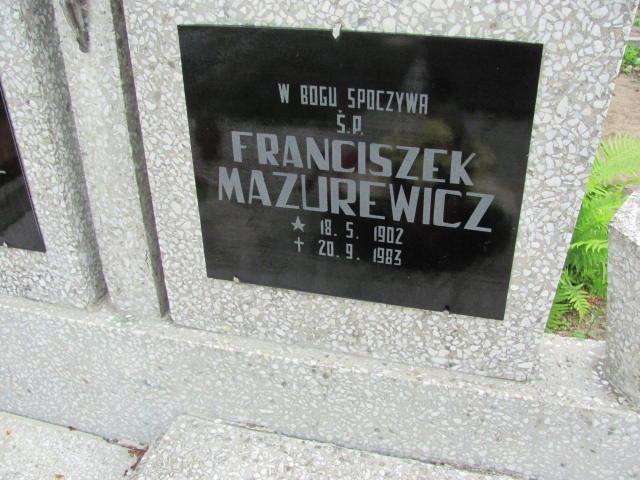 W BOGU SPOCZYWA
Ś.P.
FRANCISZEK
MAZUREWICZ
★ 18. 5. 1902
✝ 20. 9. 1983